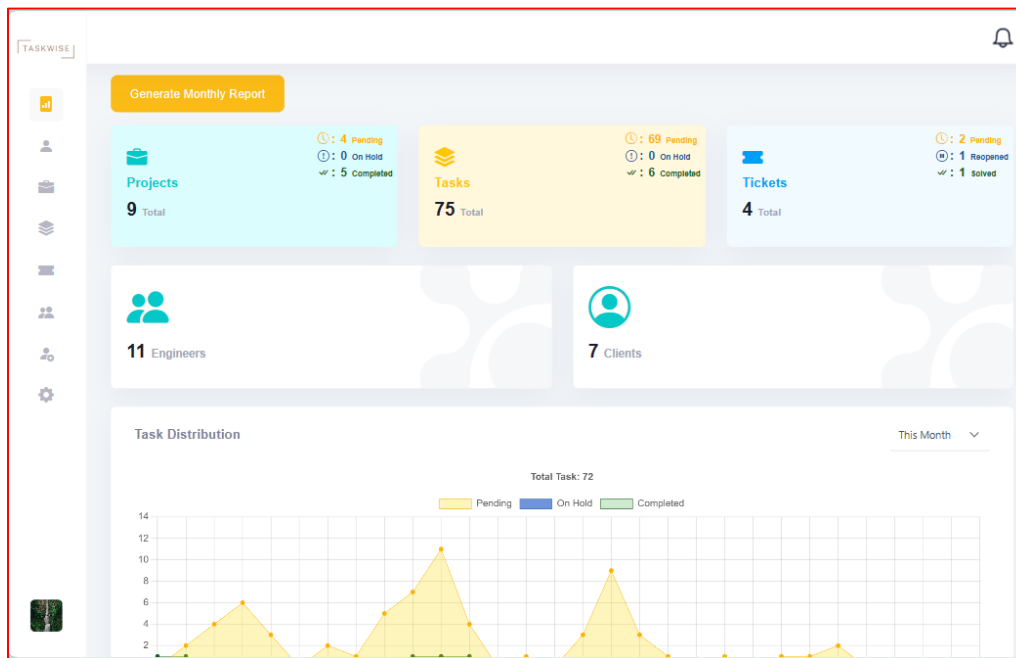 TASKWISE
Generate Monthly Report
: 4 Pending
: 0 On Hold
: 5 Completed
Projects
9 Total
: 69 Pending
: 0 On Hold
: 6 Completed
Tasks
75 Total
: 2 Pending
: 1 Reopened
: 1 Solved
Tickets
4 Total
11 Engineers
7 Clients
Task Distribution
This Month
Total Task: 72
Pending On Hold Completed
14
12
10
8
6
4
2